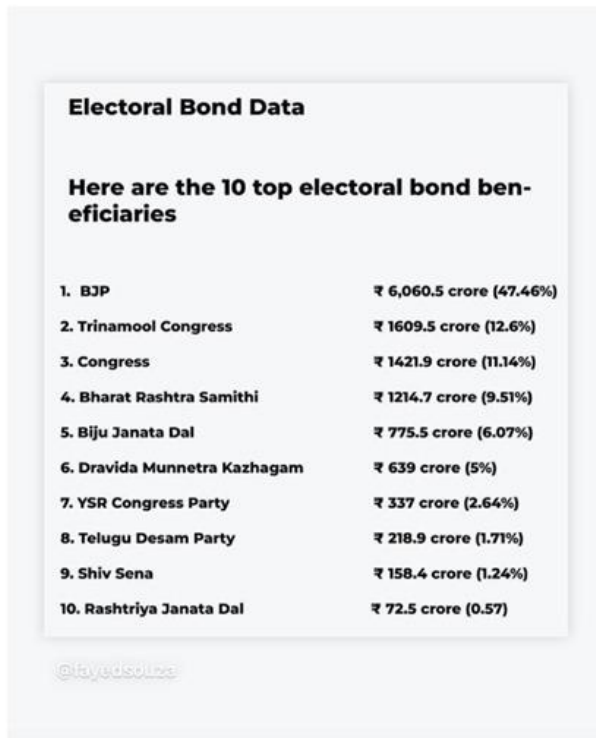 Electoral Bond Data
Here are the 10 top electoral bond ben-
eficiaries
1. BJP ₹ 6,060.5 crore (47.46%)
2. Trinamool Congress ₹ 1609.5 crore (12.6%)
3. Congress ₹ 1421.9 crore (11.14%)
4. Bharat Rashtra Samithi ₹ 1214.7 crore (9.51%)
5. Biju Janata Dal ₹ 775.5 crore (6.07%)
6. Dravida Munnetra Kazhagam ₹ 639 crore (5%)
7. YSR Congress Party ₹ 337 crore (2.64%)
8. Telugu Desam Party ₹ 218.9 crore (1.71%)
9. Shiv Sena ₹ 158.4 crore (1.24%)
10. Rashtriya Janata Dal ₹ 72.5 crore (0.57)
@fayedsouza